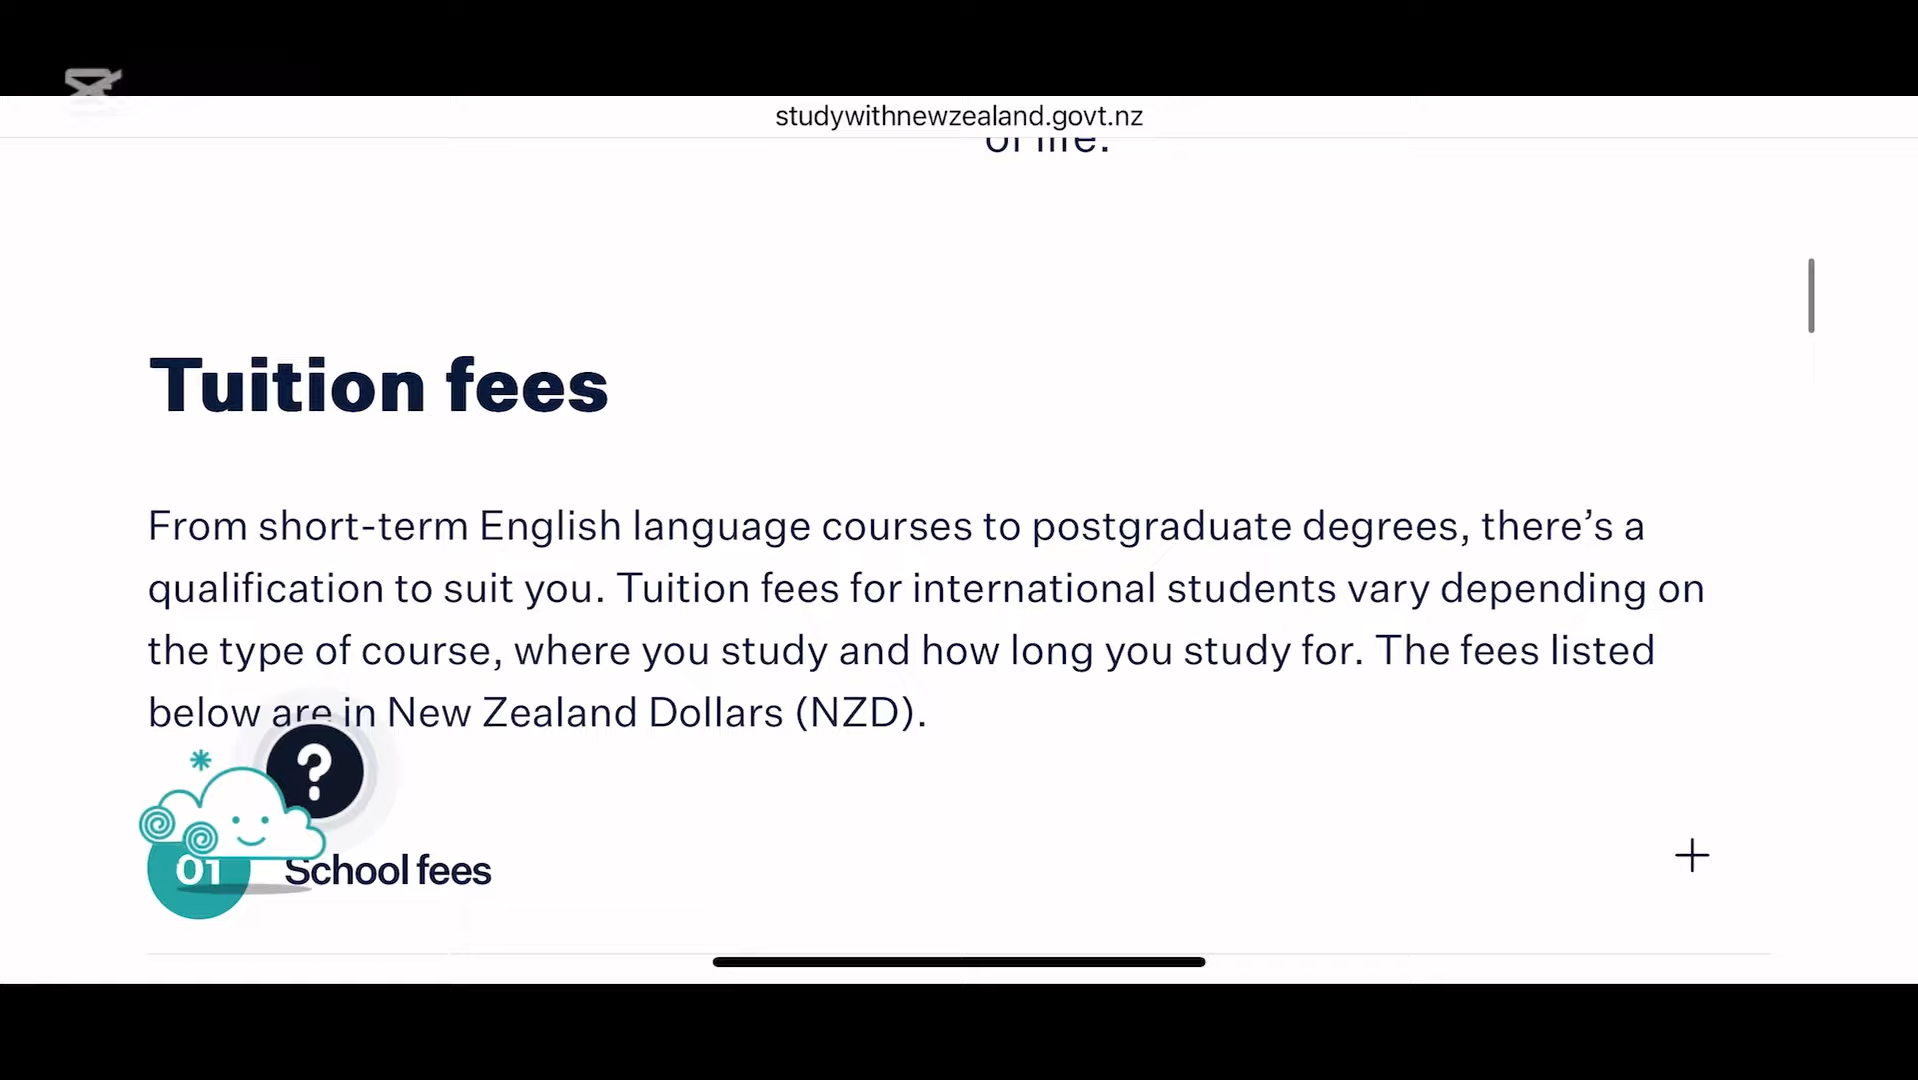 studywithnewzealand.govt.nz
of life.
Tuition fees
From short-term English language courses to postgraduate degrees, there’s a
qualification to suit you. Tuition fees for international students vary depending on
the type of course, where you study and how long you study for. The fees listed
below are in New Zealand Dollars (NZD).
?
01 School fees